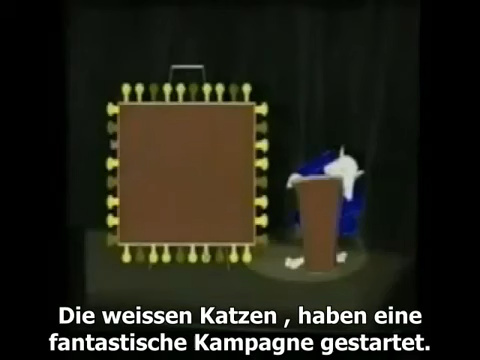 Die weissen Katzen , haben eine
fantastische Kampagne gestartet.